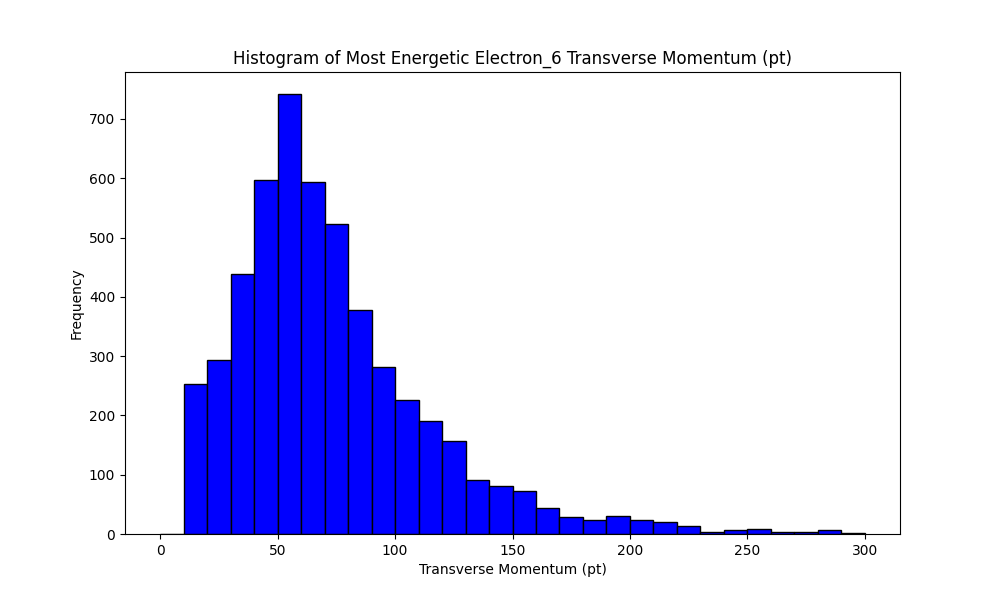 Histogram of Most Energetic Electron_6 Transverse Momentum (pt)
700
600
500
400
300
200
100
0
Frequency
0 50 100 150 200 250 300
Transverse Momentum (pt)